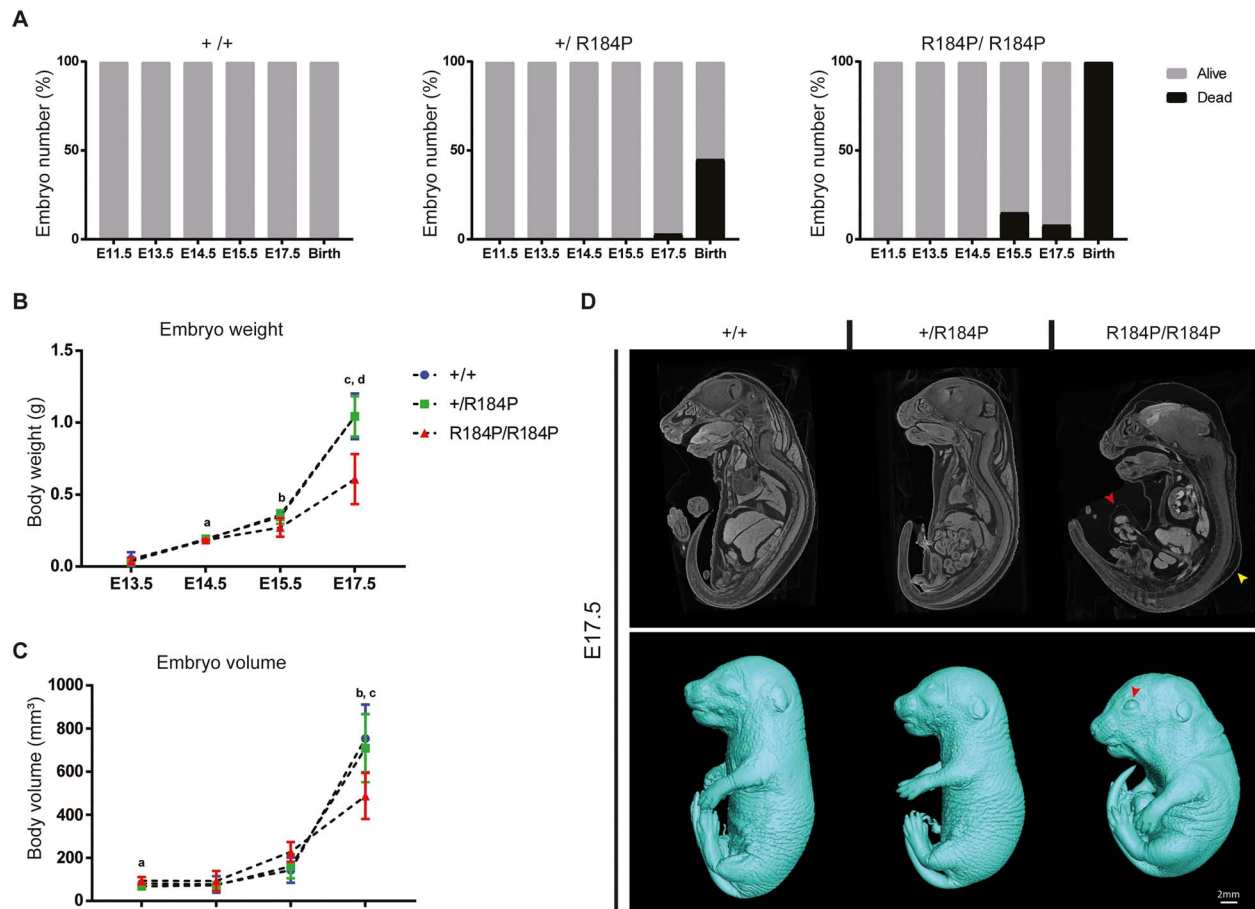 A
+ /+
+/ R184P
R184P/ R184P
Embryo number (%)
100
50
0
E11.5 E13.5 E14.5 E15.5 E17.5 Birth
Embryo number (%)
100
50
0
E11.5 E13.5 E14.5 E15.5 E17.5 Birth
Embryo number (%)
100
50
0
E11.5 E13.5 E14.5 E15.5 E17.5 Birth
Alive
Dead
B
Embryo weight
Body weight (g)
1.5
1.0
0.5
0.0
a
b
c, d
E13.5 E14.5 E15.5 E17.5
+/+
+/R184P
R184P/R184P
C
Embryo volume
Body volume (mm³)
1000
800
600
400
200
0
a
b, c
D
+/+
+/R184P
R184P/R184P
E17.5
2mm